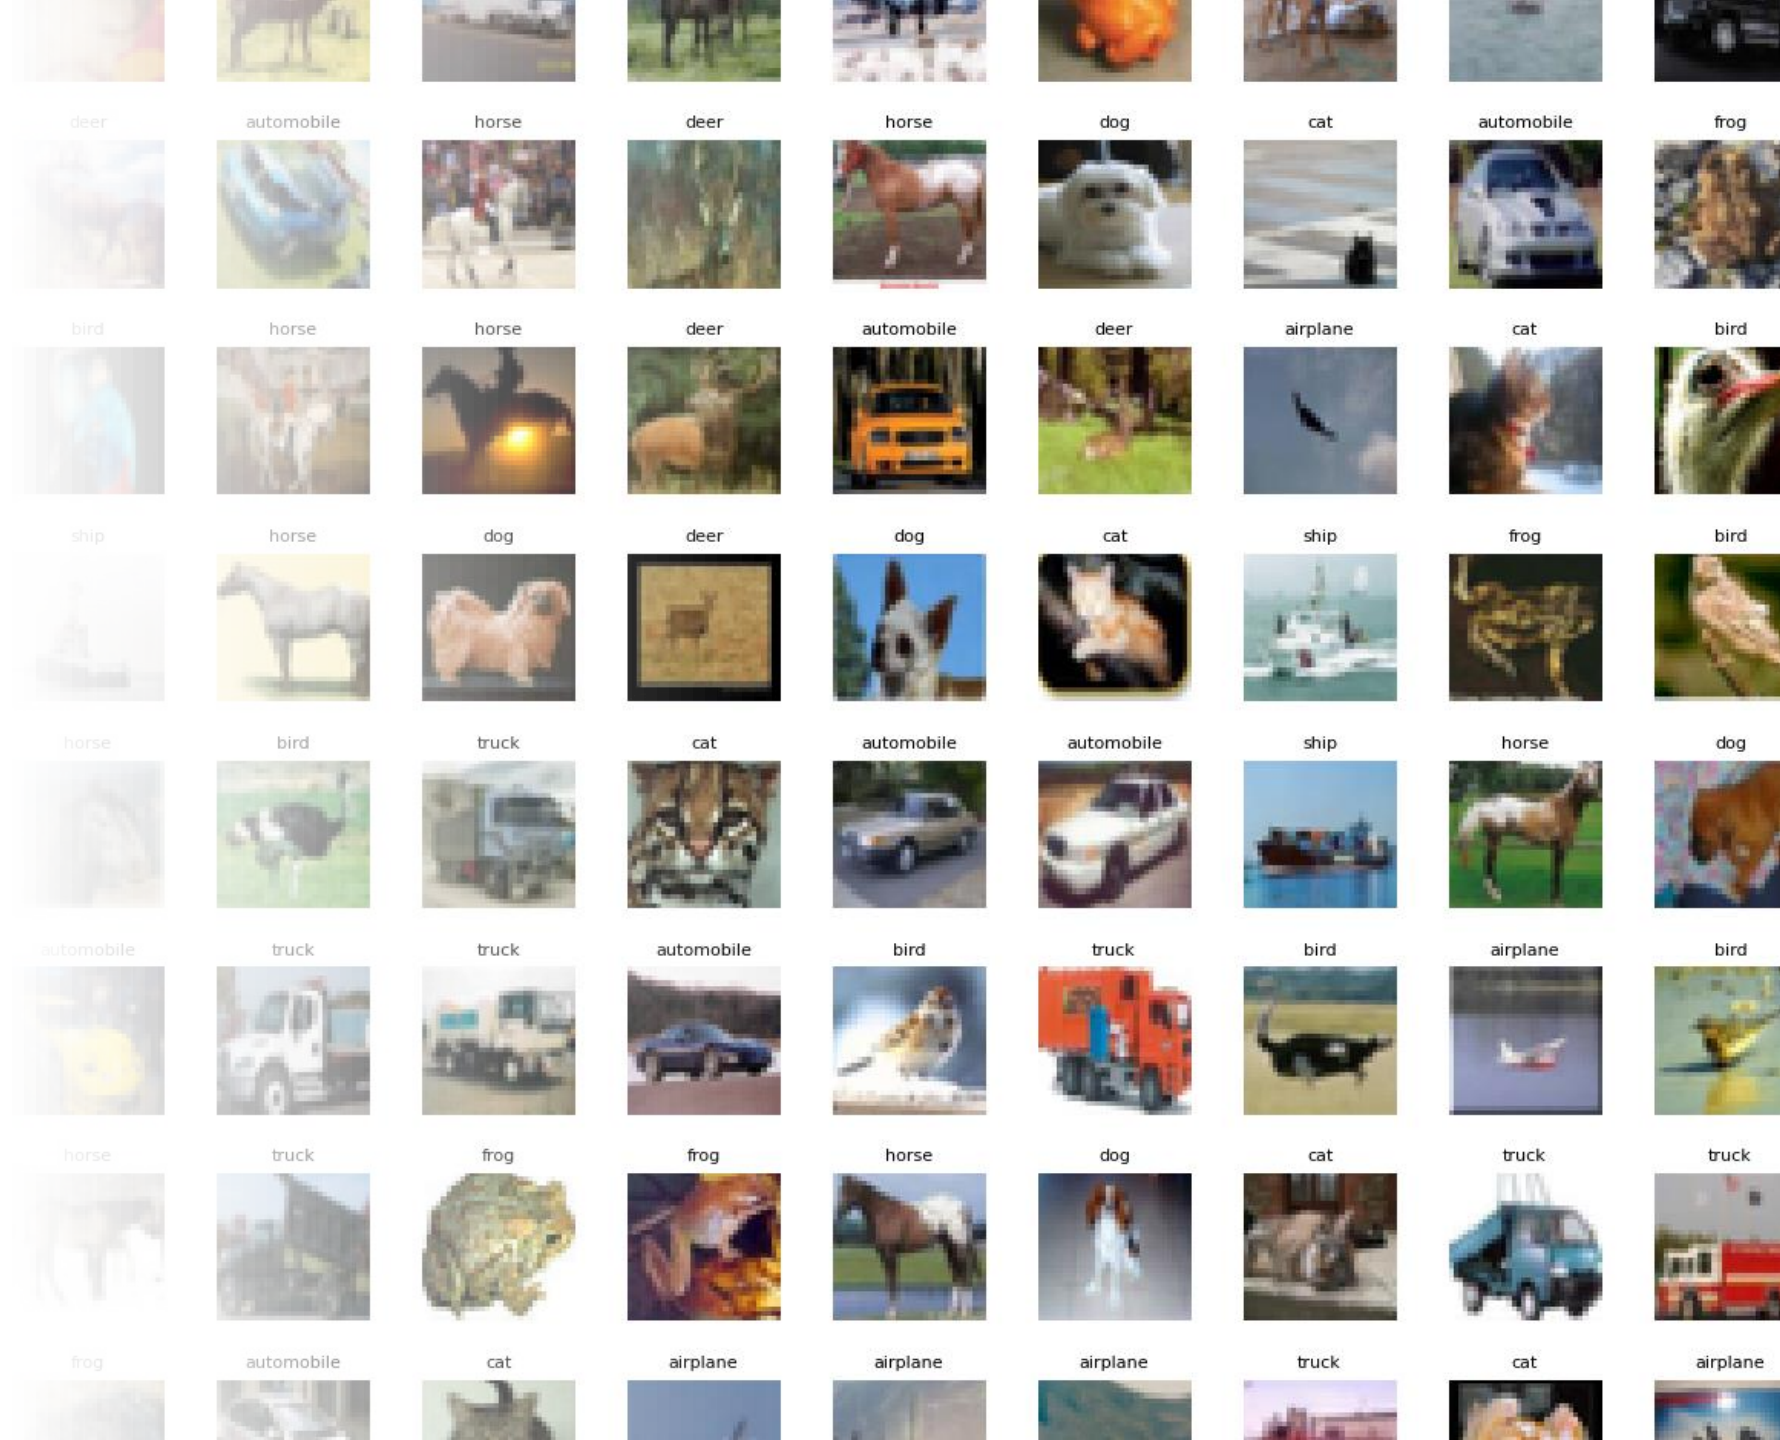 deer automobile horse deer horse dog cat automobile frog
bird horse horse deer automobile deer airplane cat bird
ship horse dog deer dog cat ship frog bird
horse bird truck cat automobile automobile ship horse dog
automobile truck truck automobile bird truck bird airplane bird
horse truck frog frog horse dog cat truck truck
frog automobile cat airplane airplane airplane truck cat airplane